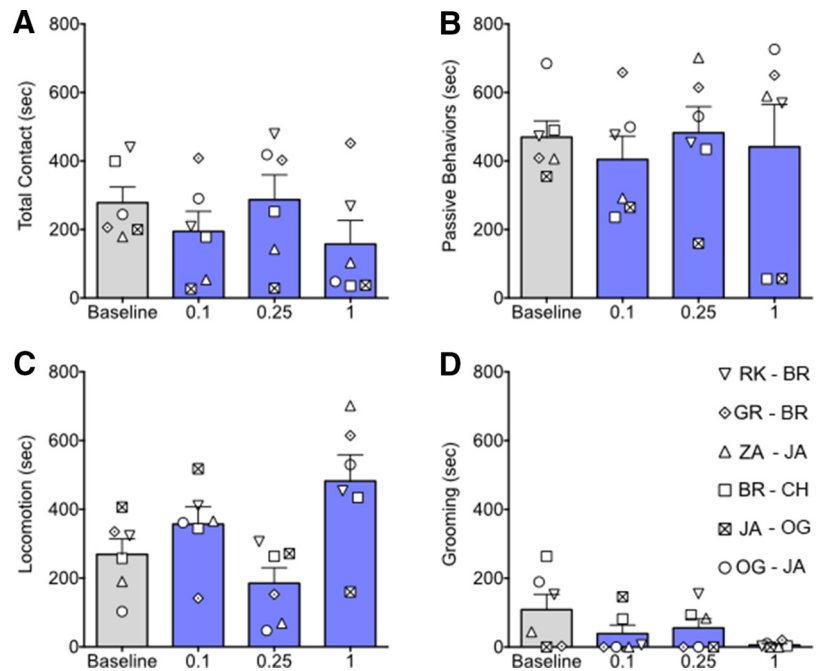 A
B
800
600
400
200
0
Total Contact (sec)
Baseline 0.1 0.25 1
800
600
400
200
0
Passive Behaviors (sec)
Baseline 0.1 0.25 1
C
D
800
600
400
200
0
Locomotion (sec)
Baseline 0.1 0.25 1
800
600
400
200
0
Grooming (sec)
RK - BR
GR - BR
ZA - JA
BR - CH
JA - OG
OG - JA
Baseline 0.1 0.25 1